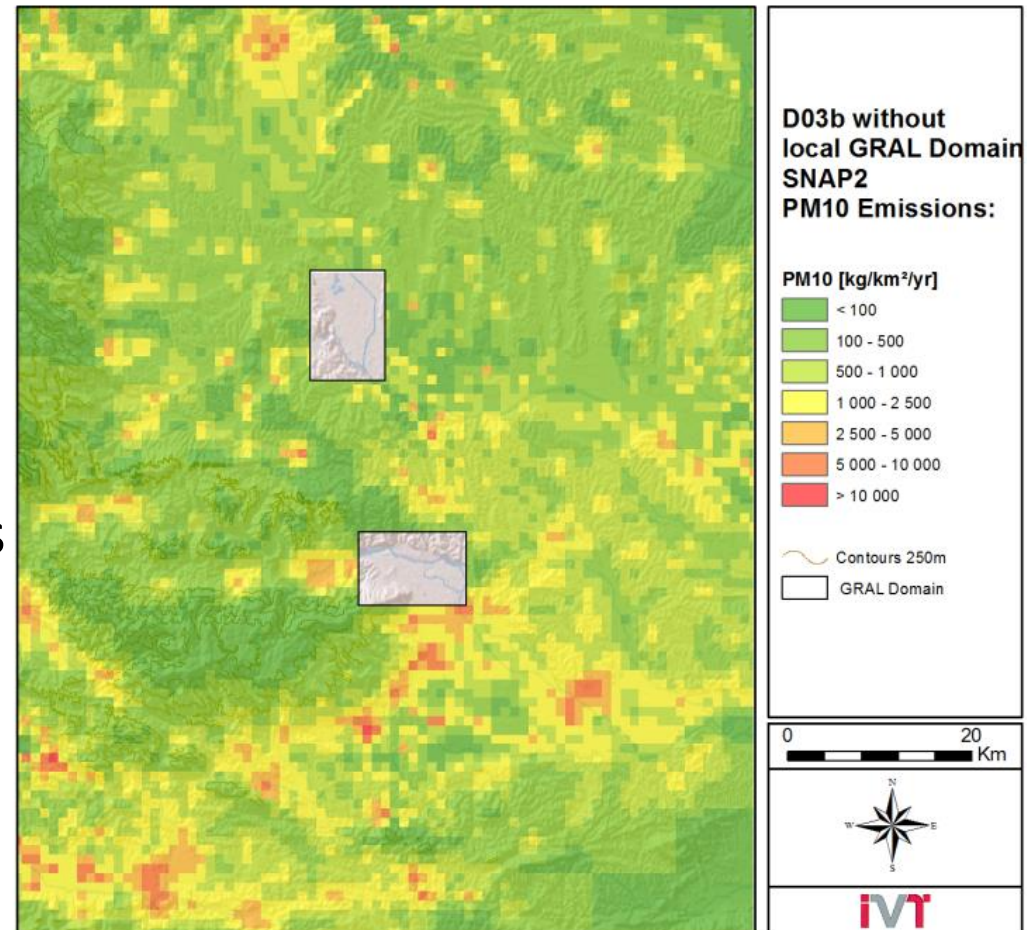 s
D03b without
local GRAL Domain
SNAP2
PM10 Emissions:
PM10 [kg/km²/yr]
< 100
100 - 500
500 - 1 000
1 000 - 2 500
2 500 - 5 000
5 000 - 10 000
> 10 000
Contours 250m
GRAL Domain
0 20
Km
N
W E
S
iVT